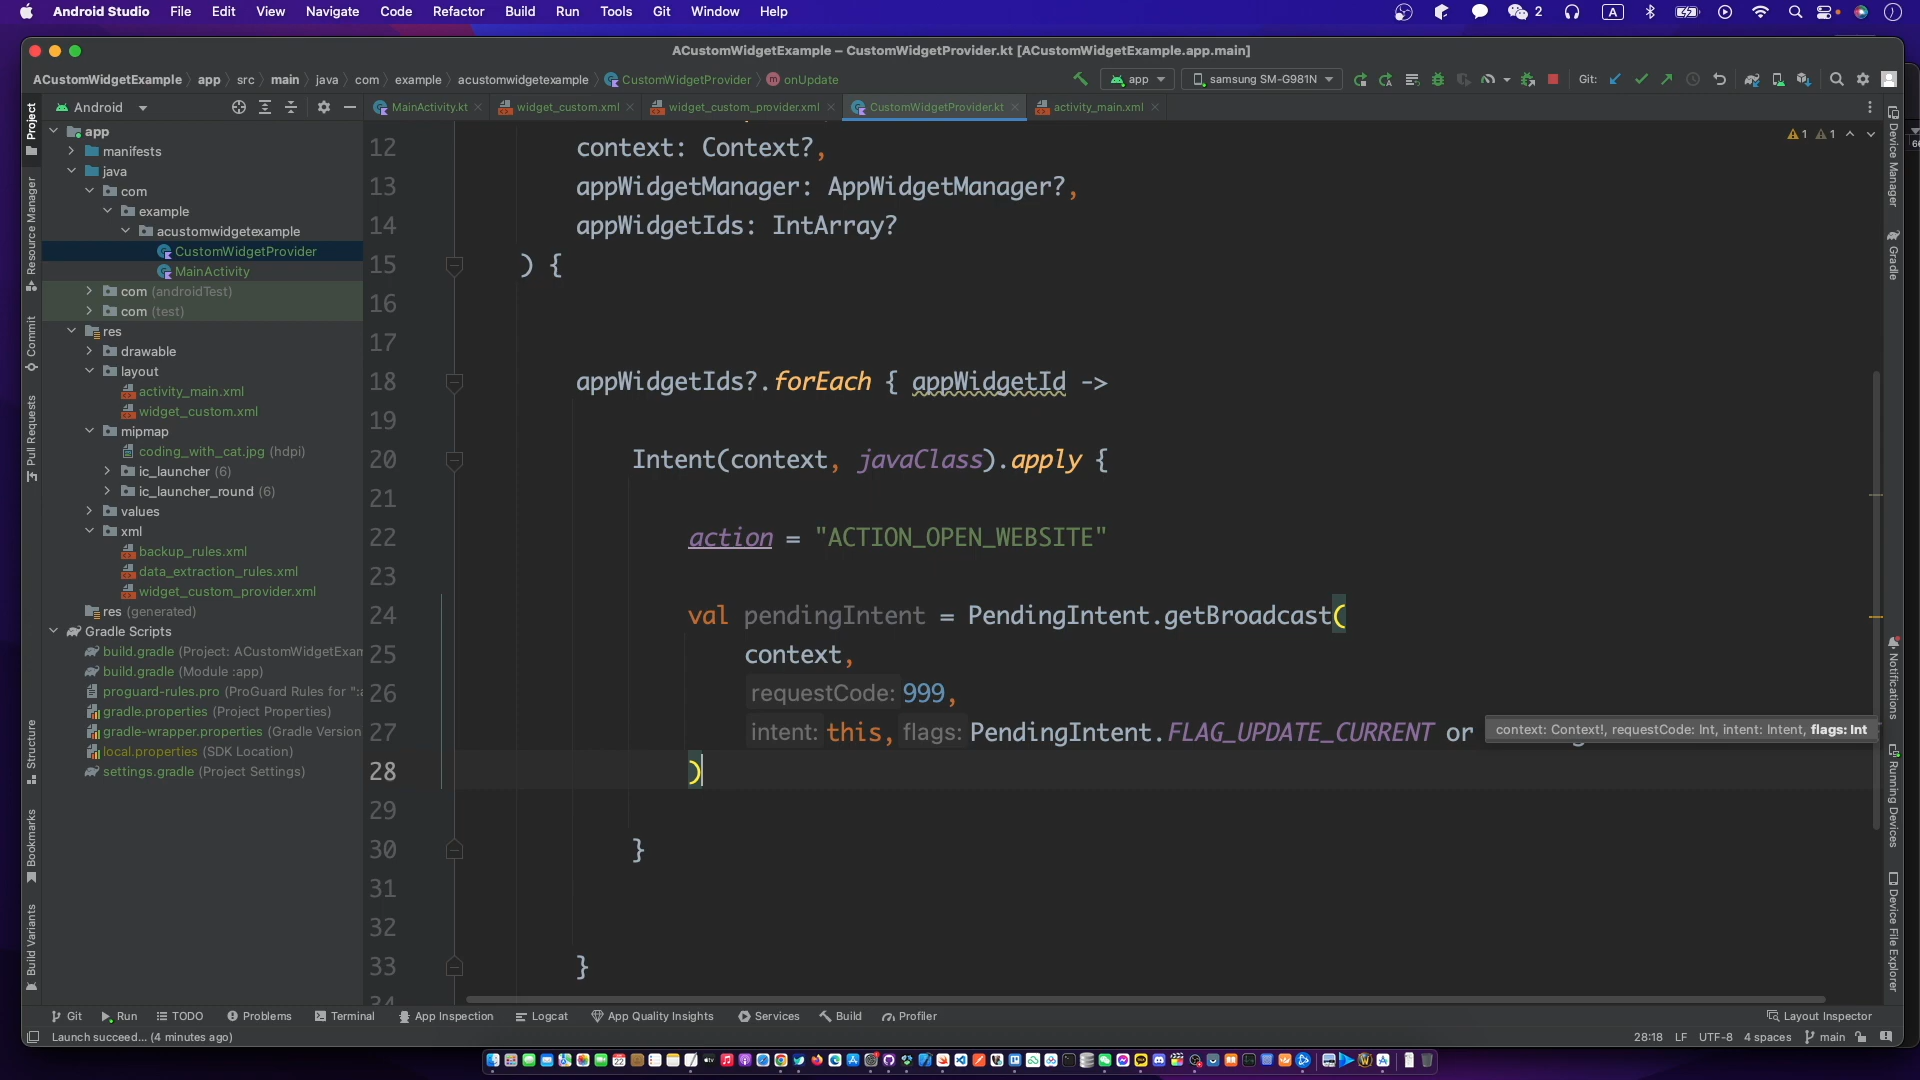 Android Studio File Edit View Navigate Code Refactor Build Run Tools Git Window Help 2 A
ACustomWidgetExample – CustomWidgetProvider.kt [ACustomWidgetExample.app.main]
ACustomWidgetExample app src main java com example acustomwidgetexample CustomWidgetProvider onUpdate app samsung SM-G981N Git:
Android MainActivity.kt widget_custom.xml widget_custom_provider.xml CustomWidgetProvider.kt activity_main.xml
Project
Resource Manager
Commit
Pull Requests
Structure
Bookmarks
Build Variants
app
manifests
java
com
example
acustomwidgetexample
CustomWidgetProvider
MainActivity
com (androidTest)
com (test)
res
drawable
layout
activity_main.xml
widget_custom.xml
mipmap
coding_with_cat.jpg (hdpi)
ic_launcher (6)
ic_launcher_round (6)
values
xml
backup_rules.xml
data_extraction_rules.xml
widget_custom_provider.xml
res (generated)
Gradle Scripts
build.gradle (Project: ACustomWidgetExam
build.gradle (Module :app)
proguard-rules.pro (ProGuard Rules for ":a
gradle.properties (Project Properties)
gradle-wrapper.properties (Gradle Version
local.properties (SDK Location)
settings.gradle (Project Settings)
1 1
12 context: Context?,
13 appWidgetManager: AppWidgetManager?,
14 appWidgetIds: IntArray?
15 ) {
16
17
18 appWidgetIds?.forEach { appWidgetId ->
19
20 Intent(context, javaClass).apply {
21
22 action = "ACTION_OPEN_WEBSITE"
23
24 val pendingIntent = PendingIntent.getBroadcast(
25 context,
26 requestCode: 999,
27 intent: this, flags: PendingIntent.FLAG_UPDATE_CURRENT or
context: Context!, requestCode: Int, intent: Intent, flags: Int
28 )
29
30 }
31
32
33 }
34
Device Manager
Gradle
Notifications
Running Devices
Device File Explorer
Git Run TODO Problems Terminal App Inspection Logcat App Quality Insights Services Build Profiler Layout Inspector
Launch succeed... (4 minutes ago) 28:18 LF UTF-8 4 spaces main